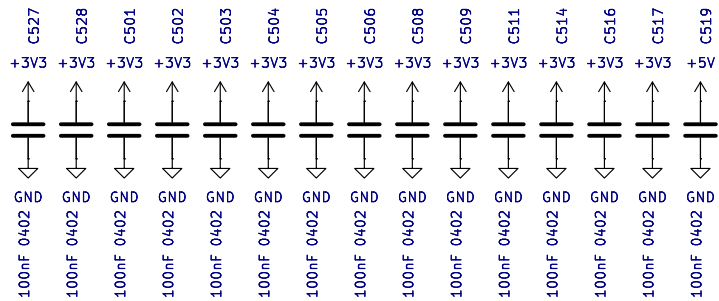 C527 C528 C501 C502 C503 C504 C505 C506 C508 C509 C511 C514 C516 C517 C519
+3V3 +3V3 +3V3 +3V3 +3V3 +3V3 +3V3 +3V3 +3V3 +3V3 +3V3 +3V3 +3V3 +3V3 +5V
GND GND GND GND GND GND GND GND GND GND GND GND GND GND GND
100nF 0402 100nF 0402 100nF 0402 100nF 0402 100nF 0402 100nF 0402 100nF 0402 100nF 0402 100nF 0402 100nF 0402 100nF 0402 100nF 0402 100nF 0402 100nF 0402 100nF 0402